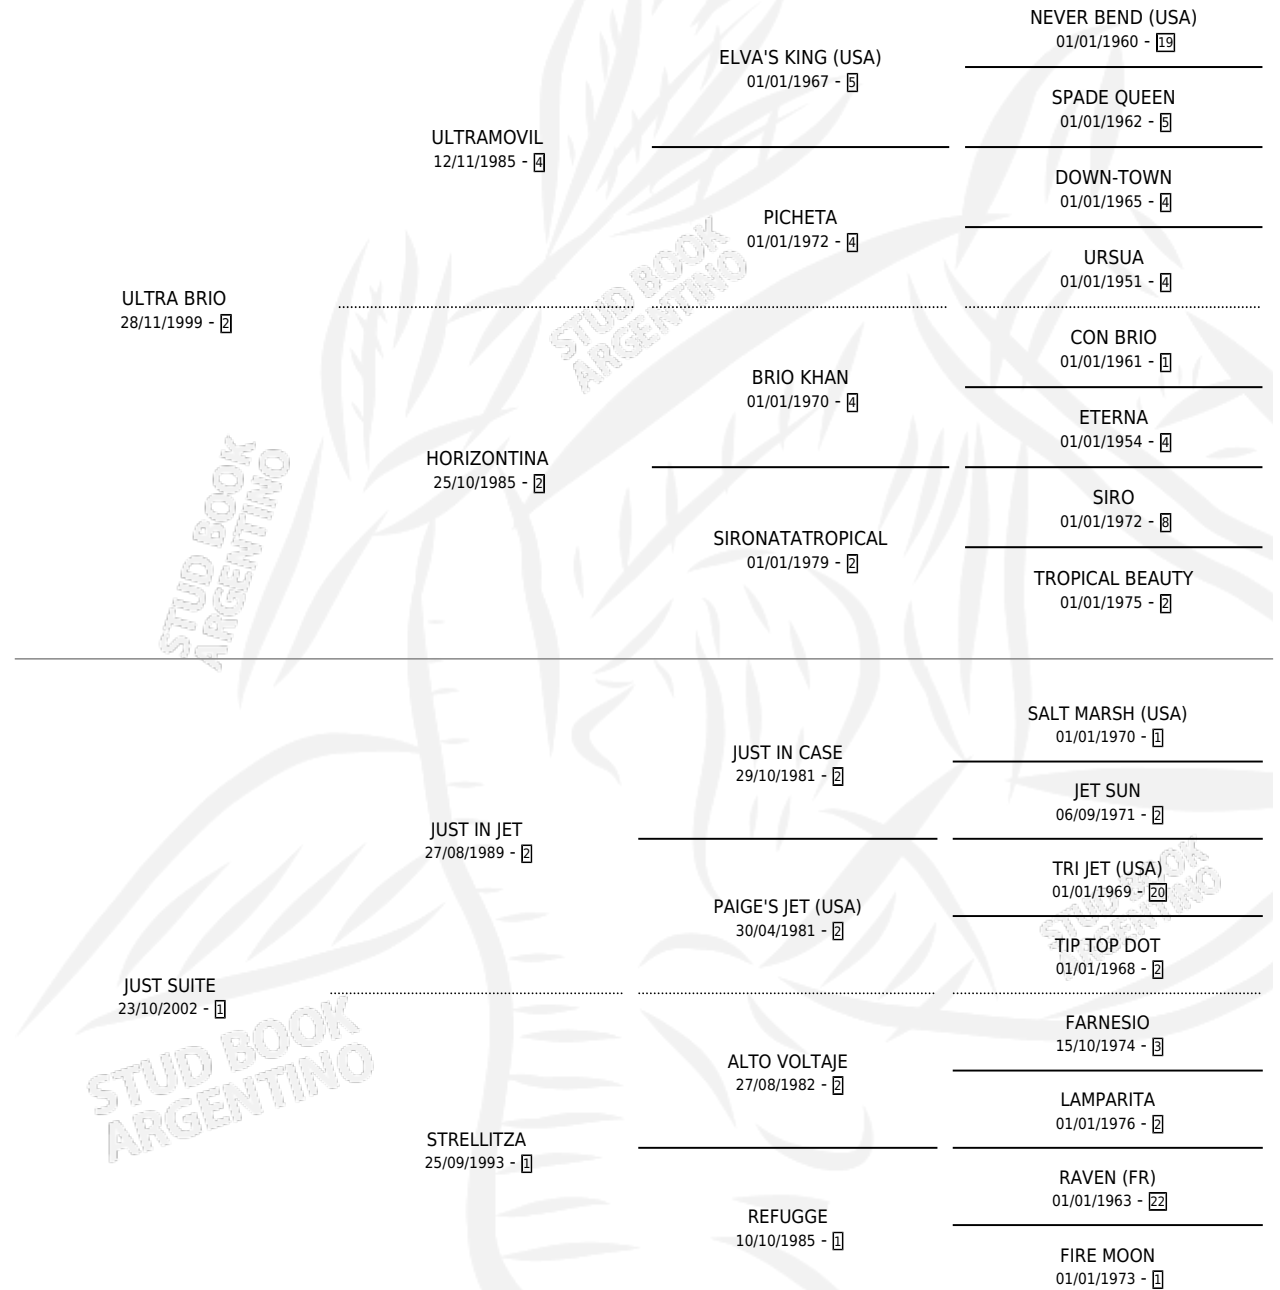 NEVER BEND (USA)
01/01/1960 - 19
ELVA'S KING (USA)
01/01/1967 - 5
SPADE QUEEN
01/01/1962 - 5
ULTRAMOVIL
12/11/1985 - 4
DOWN-TOWN
01/01/1965 - 4
PICHETA
01/01/1972 - 4
URSUA
01/01/1951 - 4
ULTRA BRIO
28/11/1999 - 2
CON BRIO
01/01/1961 - 1
BRIO KHAN
01/01/1970 - 4
ETERNA
01/01/1954 - 4
HORIZONTINA
25/10/1985 - 2
SIRO
01/01/1972 - 8
SIRONATATROPICAL
01/01/1979 - 2
TROPICAL BEAUTY
01/01/1975 - 2
SALT MARSH (USA)
01/01/1970 - 1
JUST IN CASE
29/10/1981 - 2
JET SUN
06/09/1971 - 2
JUST IN JET
27/08/1989 - 2
TRI JET (USA)
01/01/1969 - 20
PAIGE'S JET (USA)
30/04/1981 - 2
TIP TOP DOT
01/01/1968 - 2
JUST SUITE
23/10/2002 - 1
FARNESIO
15/10/1974 - 3
ALTO VOLTAJE
27/08/1982 - 2
LAMPARITA
01/01/1976 - 2
STRELLITZA
25/09/1993 - 1
RAVEN (FR)
01/01/1963 - 22
REFUGGE
10/10/1985 - 1
FIRE MOON
01/01/1973 - 1
STUD BOOK
ARGENTINO
STUD BOOK
ARGENTINO
STUD BOOK
ARGENTINO
STUD BOOK
ARGENTINO